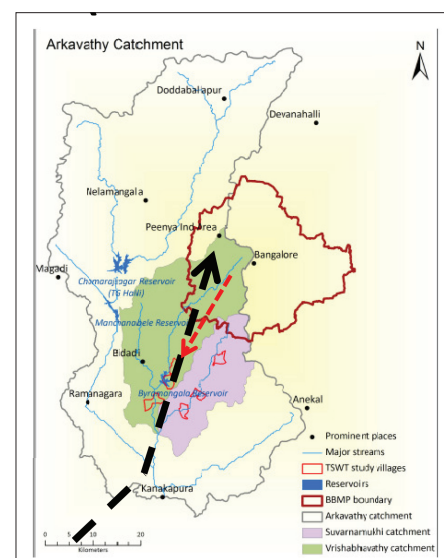 Arkavathy Catchment
N
Doddabalapur
Devanahalli
Nelamangala
Peenya Ind area
Bangalore
Magadi
Chamarajsagar Reservoir
(TG Halli)
Manchanabele Reservoir
Bidadi
Byramangala Reservoir
Ramanagara
Anekal
Kanakapura
Prominent places
Major streams
TSWT study villages
Reservoirs
BBMP boundary
Arkavathy catchment
Suvarnamukhi catchment
Vrishabhavathy catchment
0 5 10 20
Kilometers